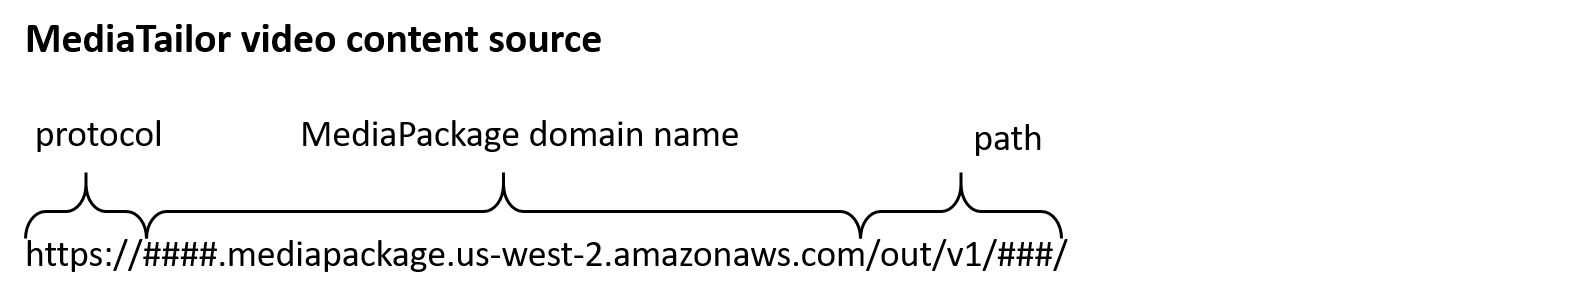 MediaTailor video content source
protocol MediaPackage domain name path
https://####.mediapackage.us-west-2.amazonaws.com/out/v1/###/